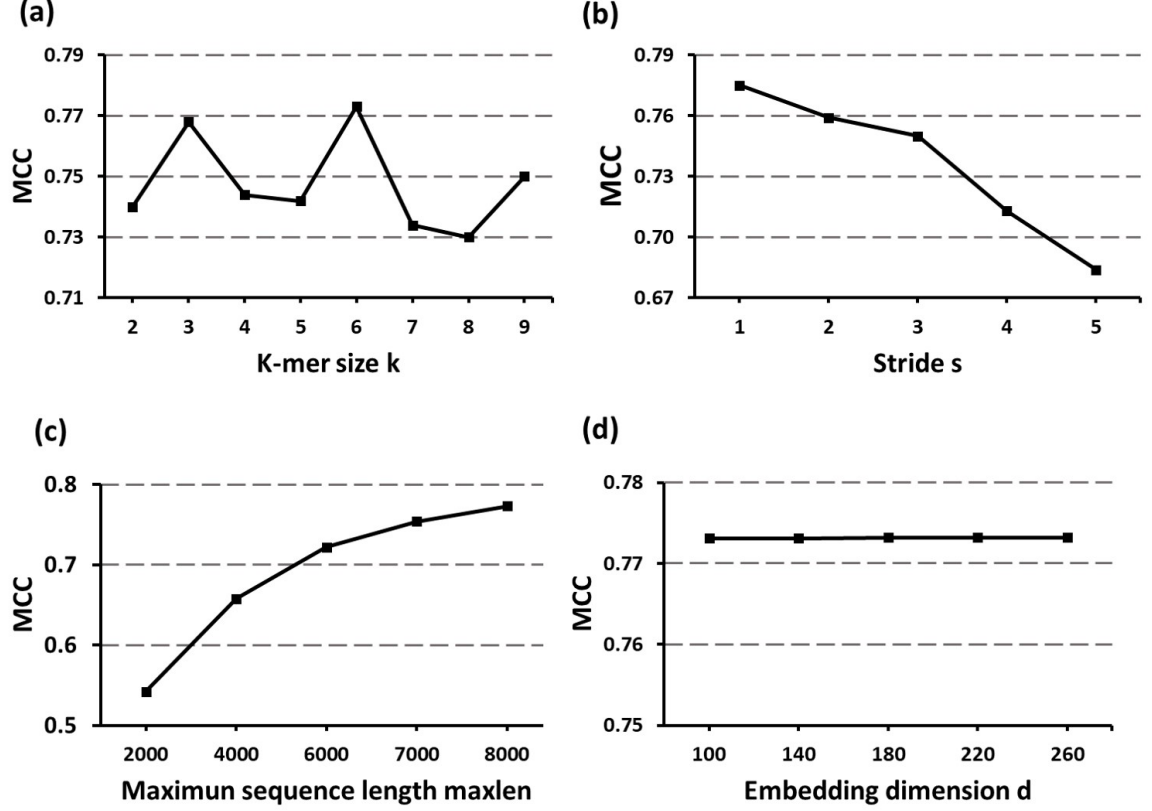 (a)
0.79
0.77
0.75
0.73
0.71
MCC
2 3 4 5 6 7 8 9
K-mer size k
(b)
0.79
0.76
0.73
0.70
0.67
MCC
1 2 3 4 5
Stride s
(c)
0.8
0.7
0.6
0.5
MCC
2000 4000 6000 7000 8000
Maximun sequence length maxlen
(d)
0.78
0.77
0.76
0.75
MCC
100 140 180 220 260
Embedding dimension d